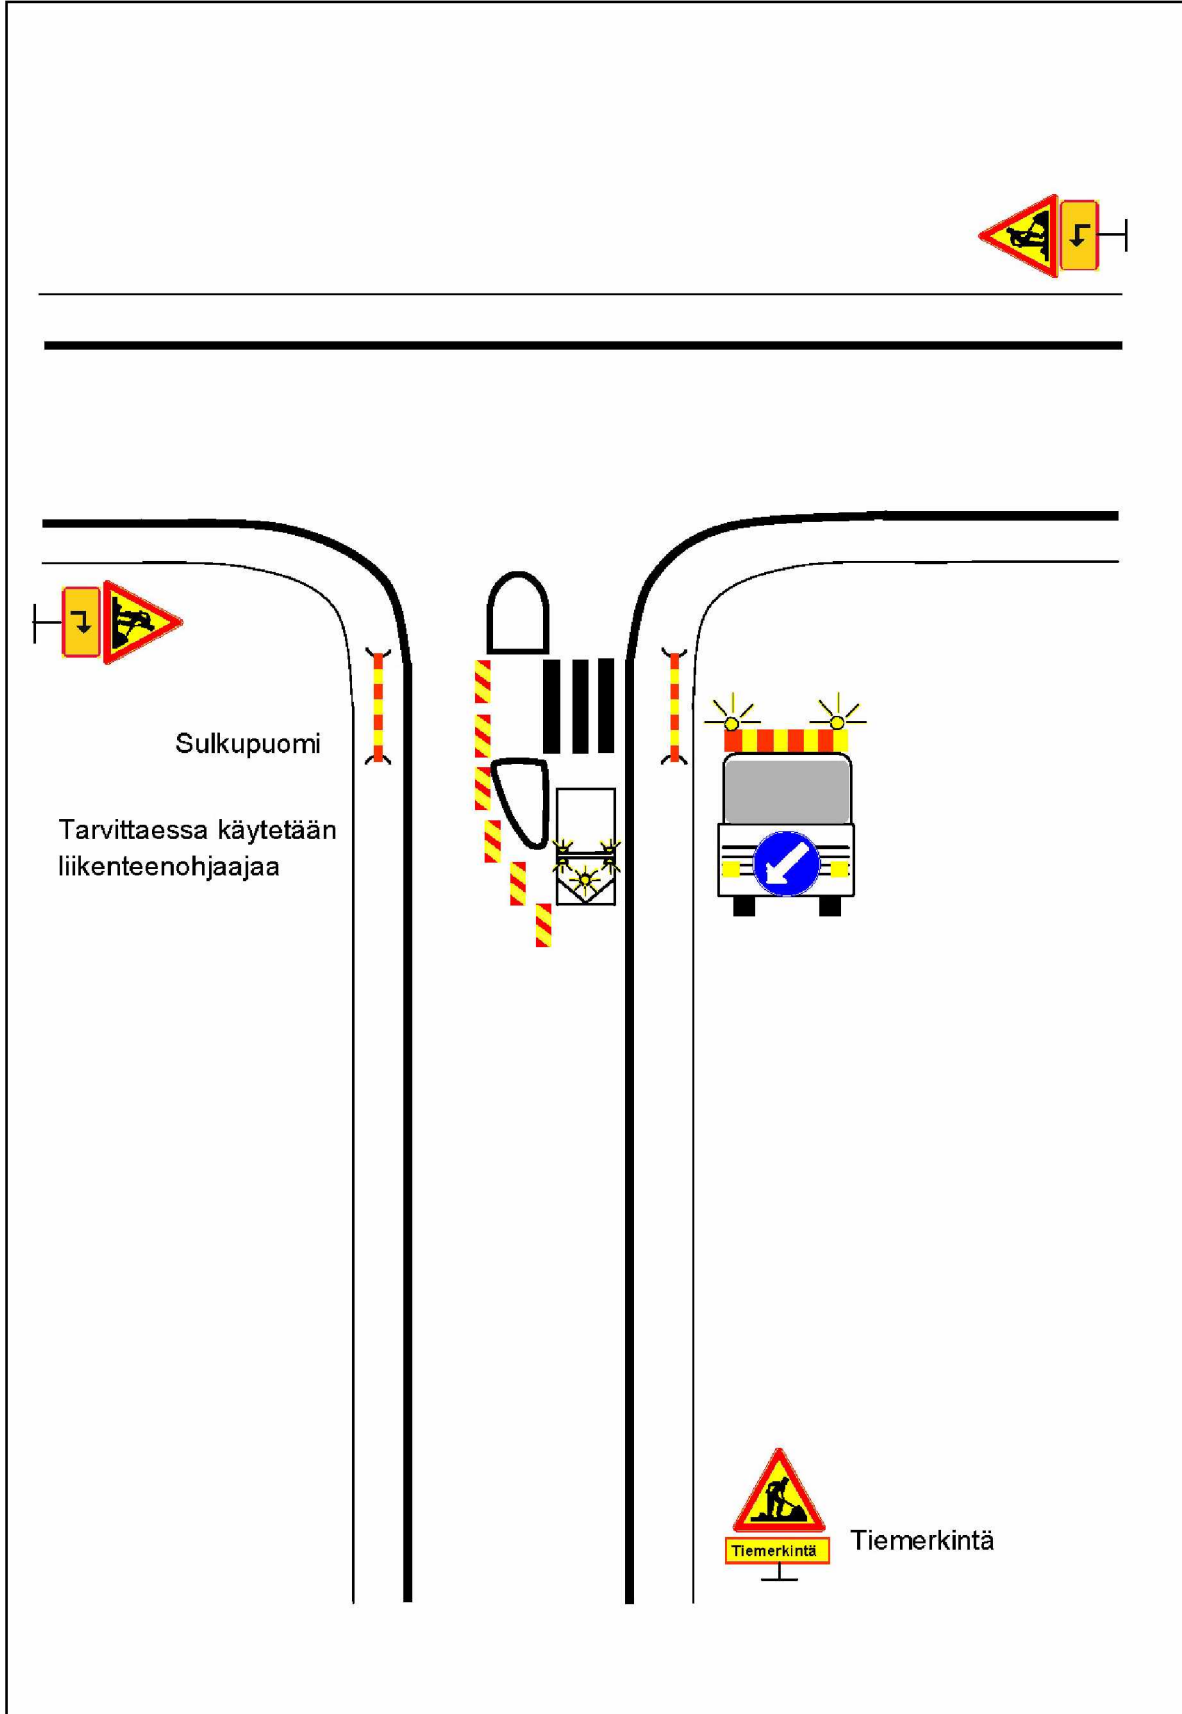 Sulkupuomi
Tarvittaessa käytetään
liikenteenohjaajaa
Tiemerkintä
Tiemerkintä